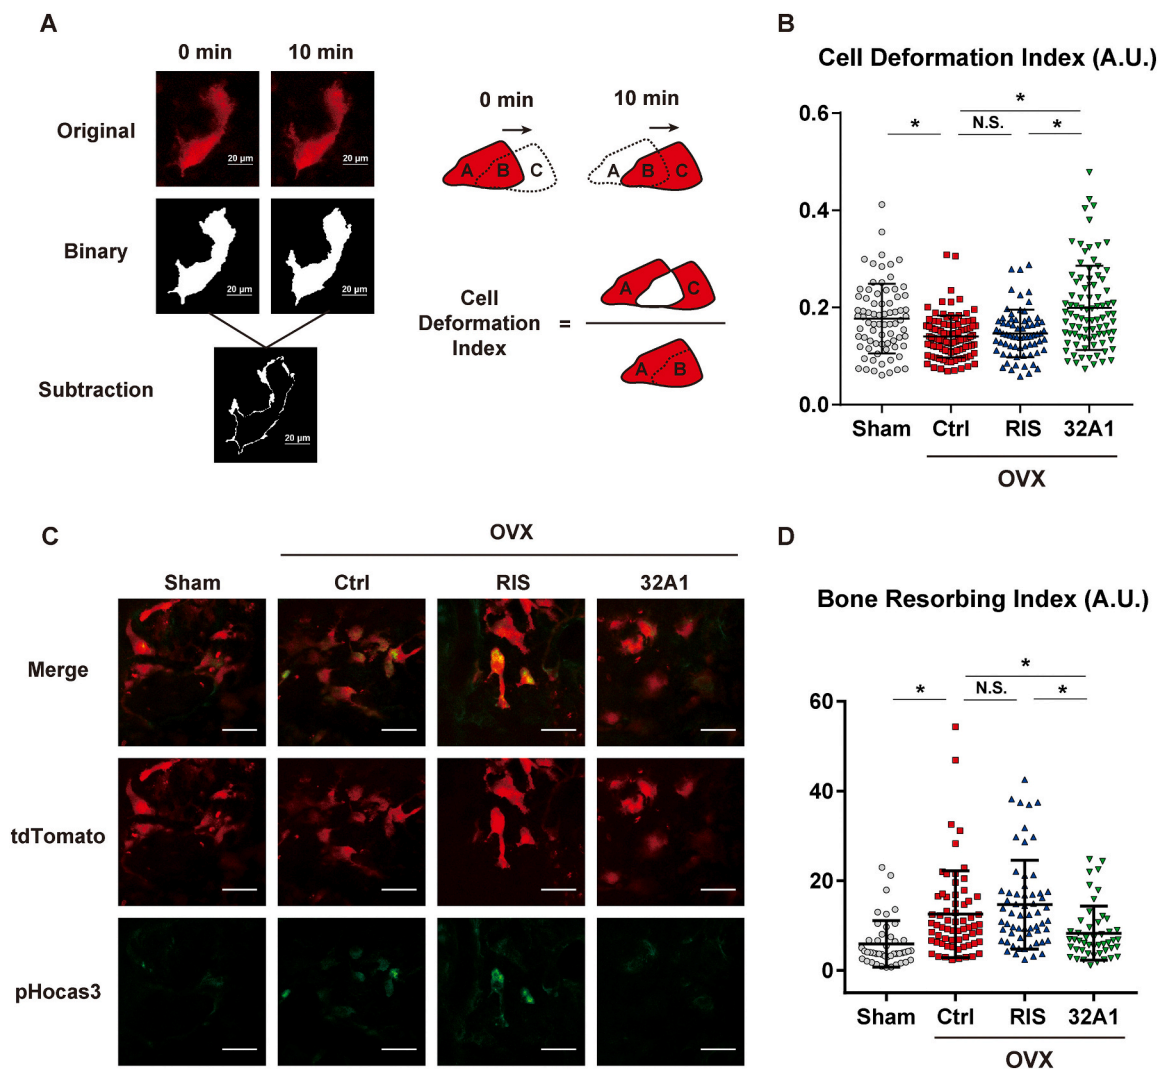 A
0 min
10 min
Original
20 µm
20 µm
Binary
20 µm
20 µm
Subtraction
20 µm
0 min
10 min
A B C
A B C
Cell
Deformation
Index
=
A C
A B
B
Cell Deformation Index (A.U.)
*
* N.S. *
0.6
0.4
0.2
0.0
Sham Ctrl RIS 32A1
OVX
C
OVX
Sham Ctrl RIS 32A1
Merge
tdTomato
pHocas3
D
Bone Resorbing Index (A.U.)
*
* N.S. *
60
40
20
0
Sham Ctrl RIS 32A1
OVX